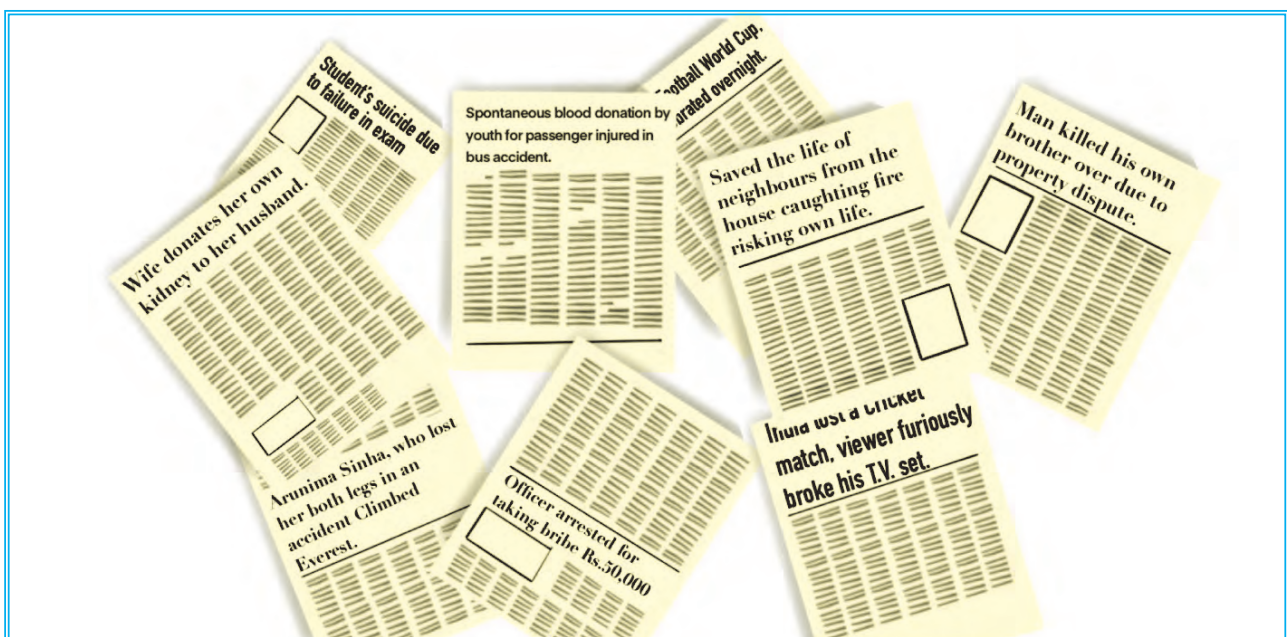 Student's suicide due
to failure in exam
Spontaneous blood donation by
youth for passenger injured in
bus accident.
World Cup,
overnight.
Saved the life of
neighbours from the
house caughting fire
risking own life.
Man killed his own
brother over due to
property dispute.
Wife donates her own
kidney to her husband.
Arunima Sinha, who lost
her both legs in an
accident Climbed
Everest.
Officer arrested for
taking bribe Rs.50,000
India lost a cricket
match, viewer furiously
broke his T.V. set.